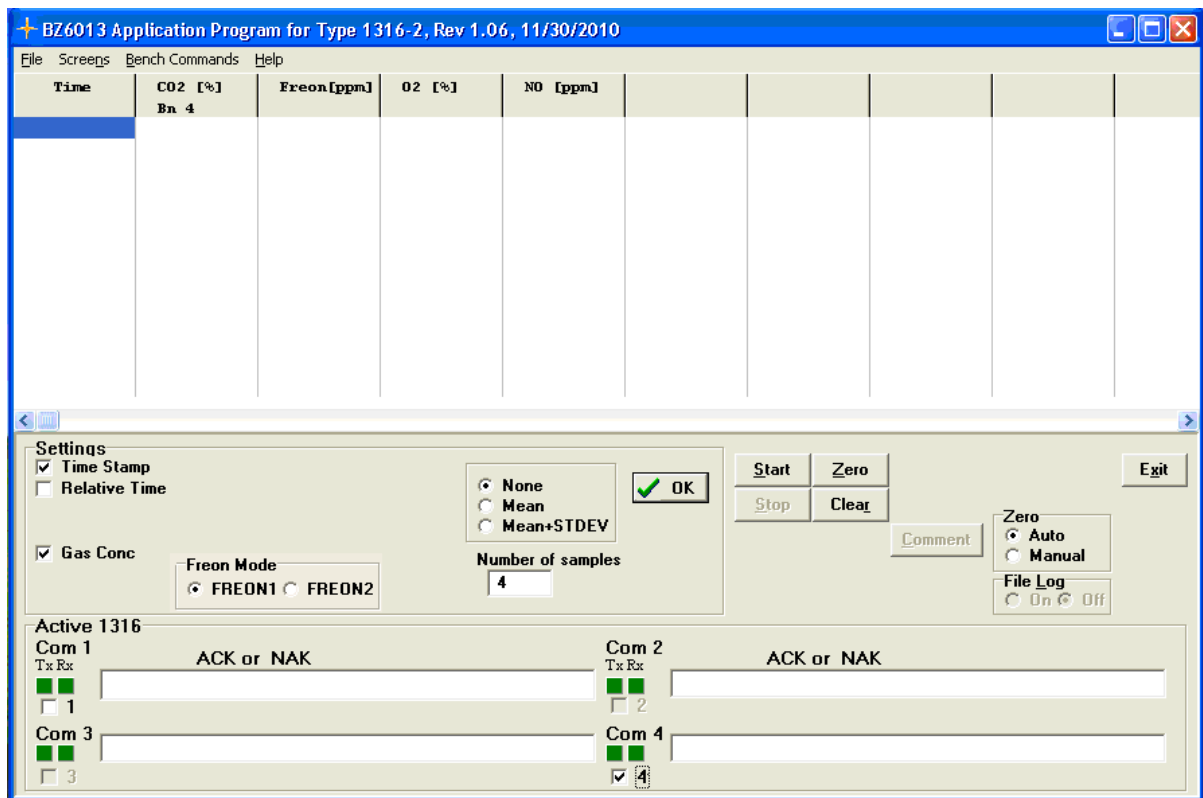 BZ6013 Application Program for Type 1316-2, Rev 1.06, 11/30/2010
File Screens Bench Commands Help
Time CO2 [%] Freon[ppm] O2 [%] NO [ppm]
Bn 4
Settings
Time Stamp
Relative Time
Gas Conc
Freon Mode
FREON1 FREON2
None
Mean
Mean+STDEV
OK
Number of samples
4
Start Zero
Stop Clear
Comment
Exit
Zero
Auto
Manual
File Log
On Off
Active 1316
Com 1
Tx Rx
ACK or NAK
1
Com 2
Tx Rx
ACK or NAK
2
Com 3
3
Com 4
4